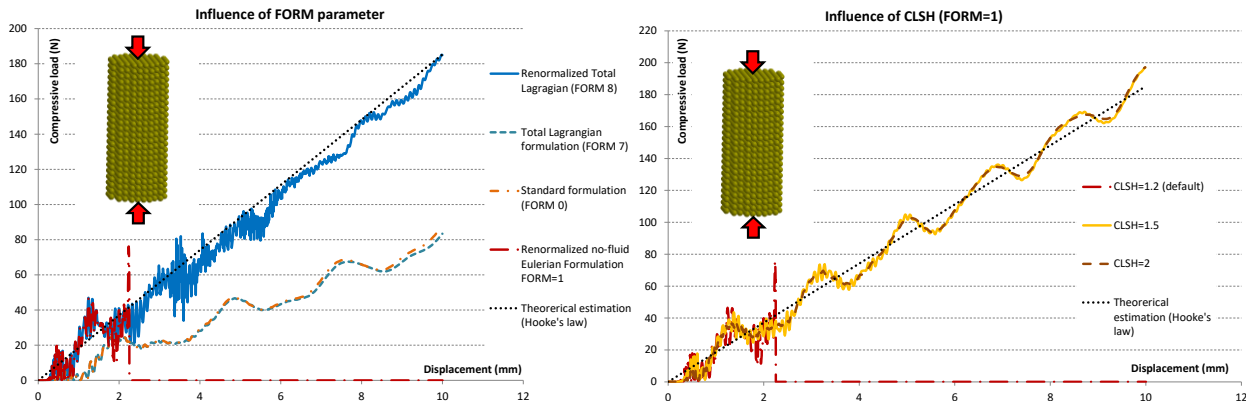 Influence of FORM parameter
Compressive load (N)
200
180
160
140
120
100
80
60
40
20
0
0
2
4
6
8
10
12
Displacement (mm)
Renormalized Total
Lagragian (FORM 8)
Total Lagrangian
formulation (FORM 7)
Standard formulation
(FORM 0)
Renormalized no-fluid
Eulerian Formulation
FORM=1
Theorerical estimation
(Hooke's law)
Influence of CLSH (FORM=1)
Compressive load (N)
220
200
180
160
140
120
100
80
60
40
20
0
0
2
4
6
8
10
12
Displacement (mm)
CLSH=1.2 (default)
CLSH=1.5
CLSH=2
Theorerical
estimation (Hooke's
law)